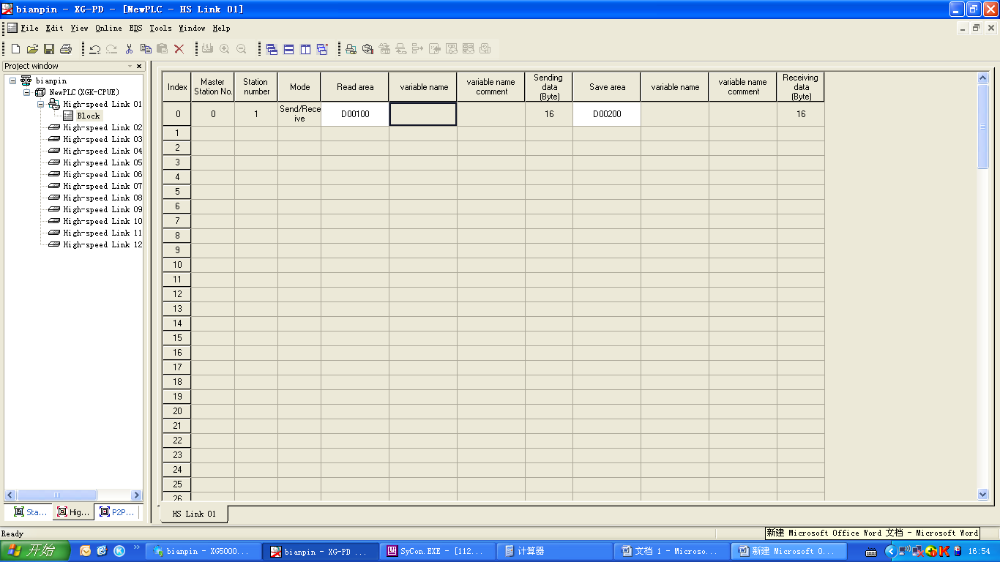 bianpin - XG-PD - [NewPLC - HS Link 01]
File Edit View Online EDS Tools Window Help
Project window
bianpin
NewPLC(XGK-CPUE)
High-speed Link 01
Block
High-speed Link 02
High-speed Link 03
High-speed Link 04
High-speed Link 05
High-speed Link 06
High-speed Link 07
High-speed Link 08
High-speed Link 09
High-speed Link 10
High-speed Link 11
High-speed Link 12
Sta... Hig... P2P...
Index Master Station No. Station number Mode Read area variable name variable name comment Sending data (Byte) Save area variable name variable name comment Receiving data (Byte)
0 0 1 Send/Receive D00100 16 D00200 16
1
2
3
4
5
6
7
8
9
10
11
12
13
14
15
16
17
18
19
20
21
22
23
24
25
26
HS Link 01
Ready
新建 Microsoft Office Word 文档 - Microsoft Word
开始 bianpin - XG5000... bianpin - XG-PD ... SyCon.EXE - [112... 计算器 文档 1 - Microso... 新建 Microsoft O... 16:54